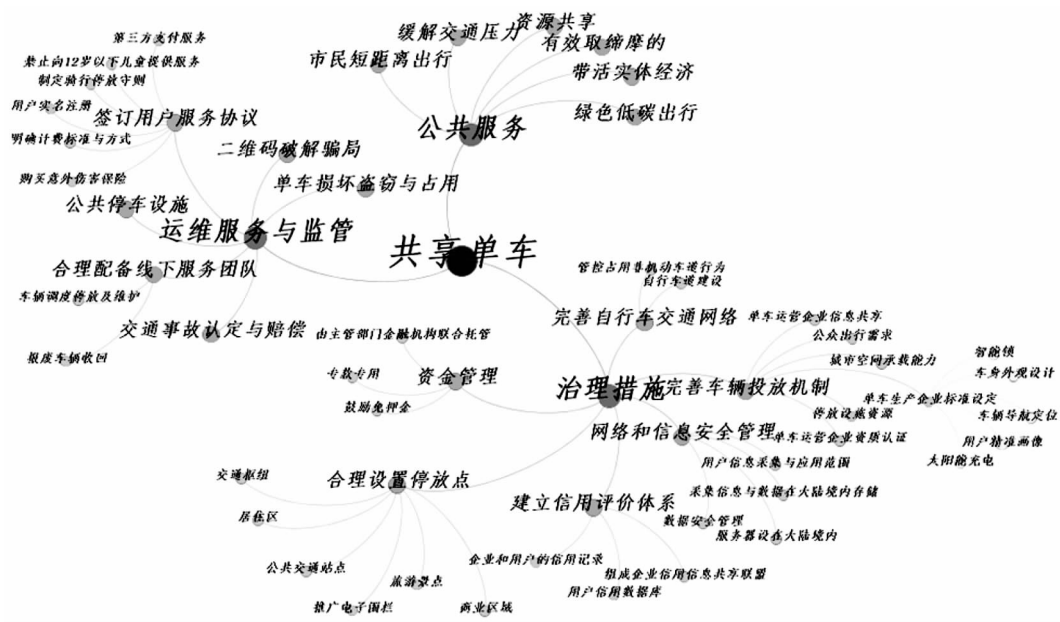 第三方支付服务
禁止向12岁以下儿童提供服务
制定骑行停放守则
用户实名注册
签订用户服务协议
明确计费标准与方式
购买意外伤害保险
缓解交通压力
资源共享
市民短距离出行
有效取缔摩的
带活实体经济
公共服务
绿色低碳出行
二维码破解骗局
单车损坏盗窃与占用
公共停车设施
运维服务与监管
共享单车
合理配备线下服务团队
车辆调度停放及维护
交通事故认定与赔偿
报废车辆收回
由主管部门金融机构联合托管
专款专用
资金管理
鼓励免押金
管控占用非机动车道行为
自行车道建设
完善自行车交通网络
单车运营企业信息共享
公众出行需求
城市空间承载能力
治理措施
完善车辆投放机制
智能锁
车身外观设计
单车生产企业标准设定
停放设施资源
车辆导航定位
网络和信息安全管理
单车运营企业资质认证
用户精准画像
太阳能充电
用户信息采集与应用范围
采集信息与数据在大陆境内存储
数据安全管理
服务器设在大陆境内
合理设置停放点
交通枢纽
居住区
公共交通站点
推广电子围栏
旅游景点
商业区域
建立信用评价体系
企业和用户的信用记录
组成企业信用信息共享联盟
用户信用数据库